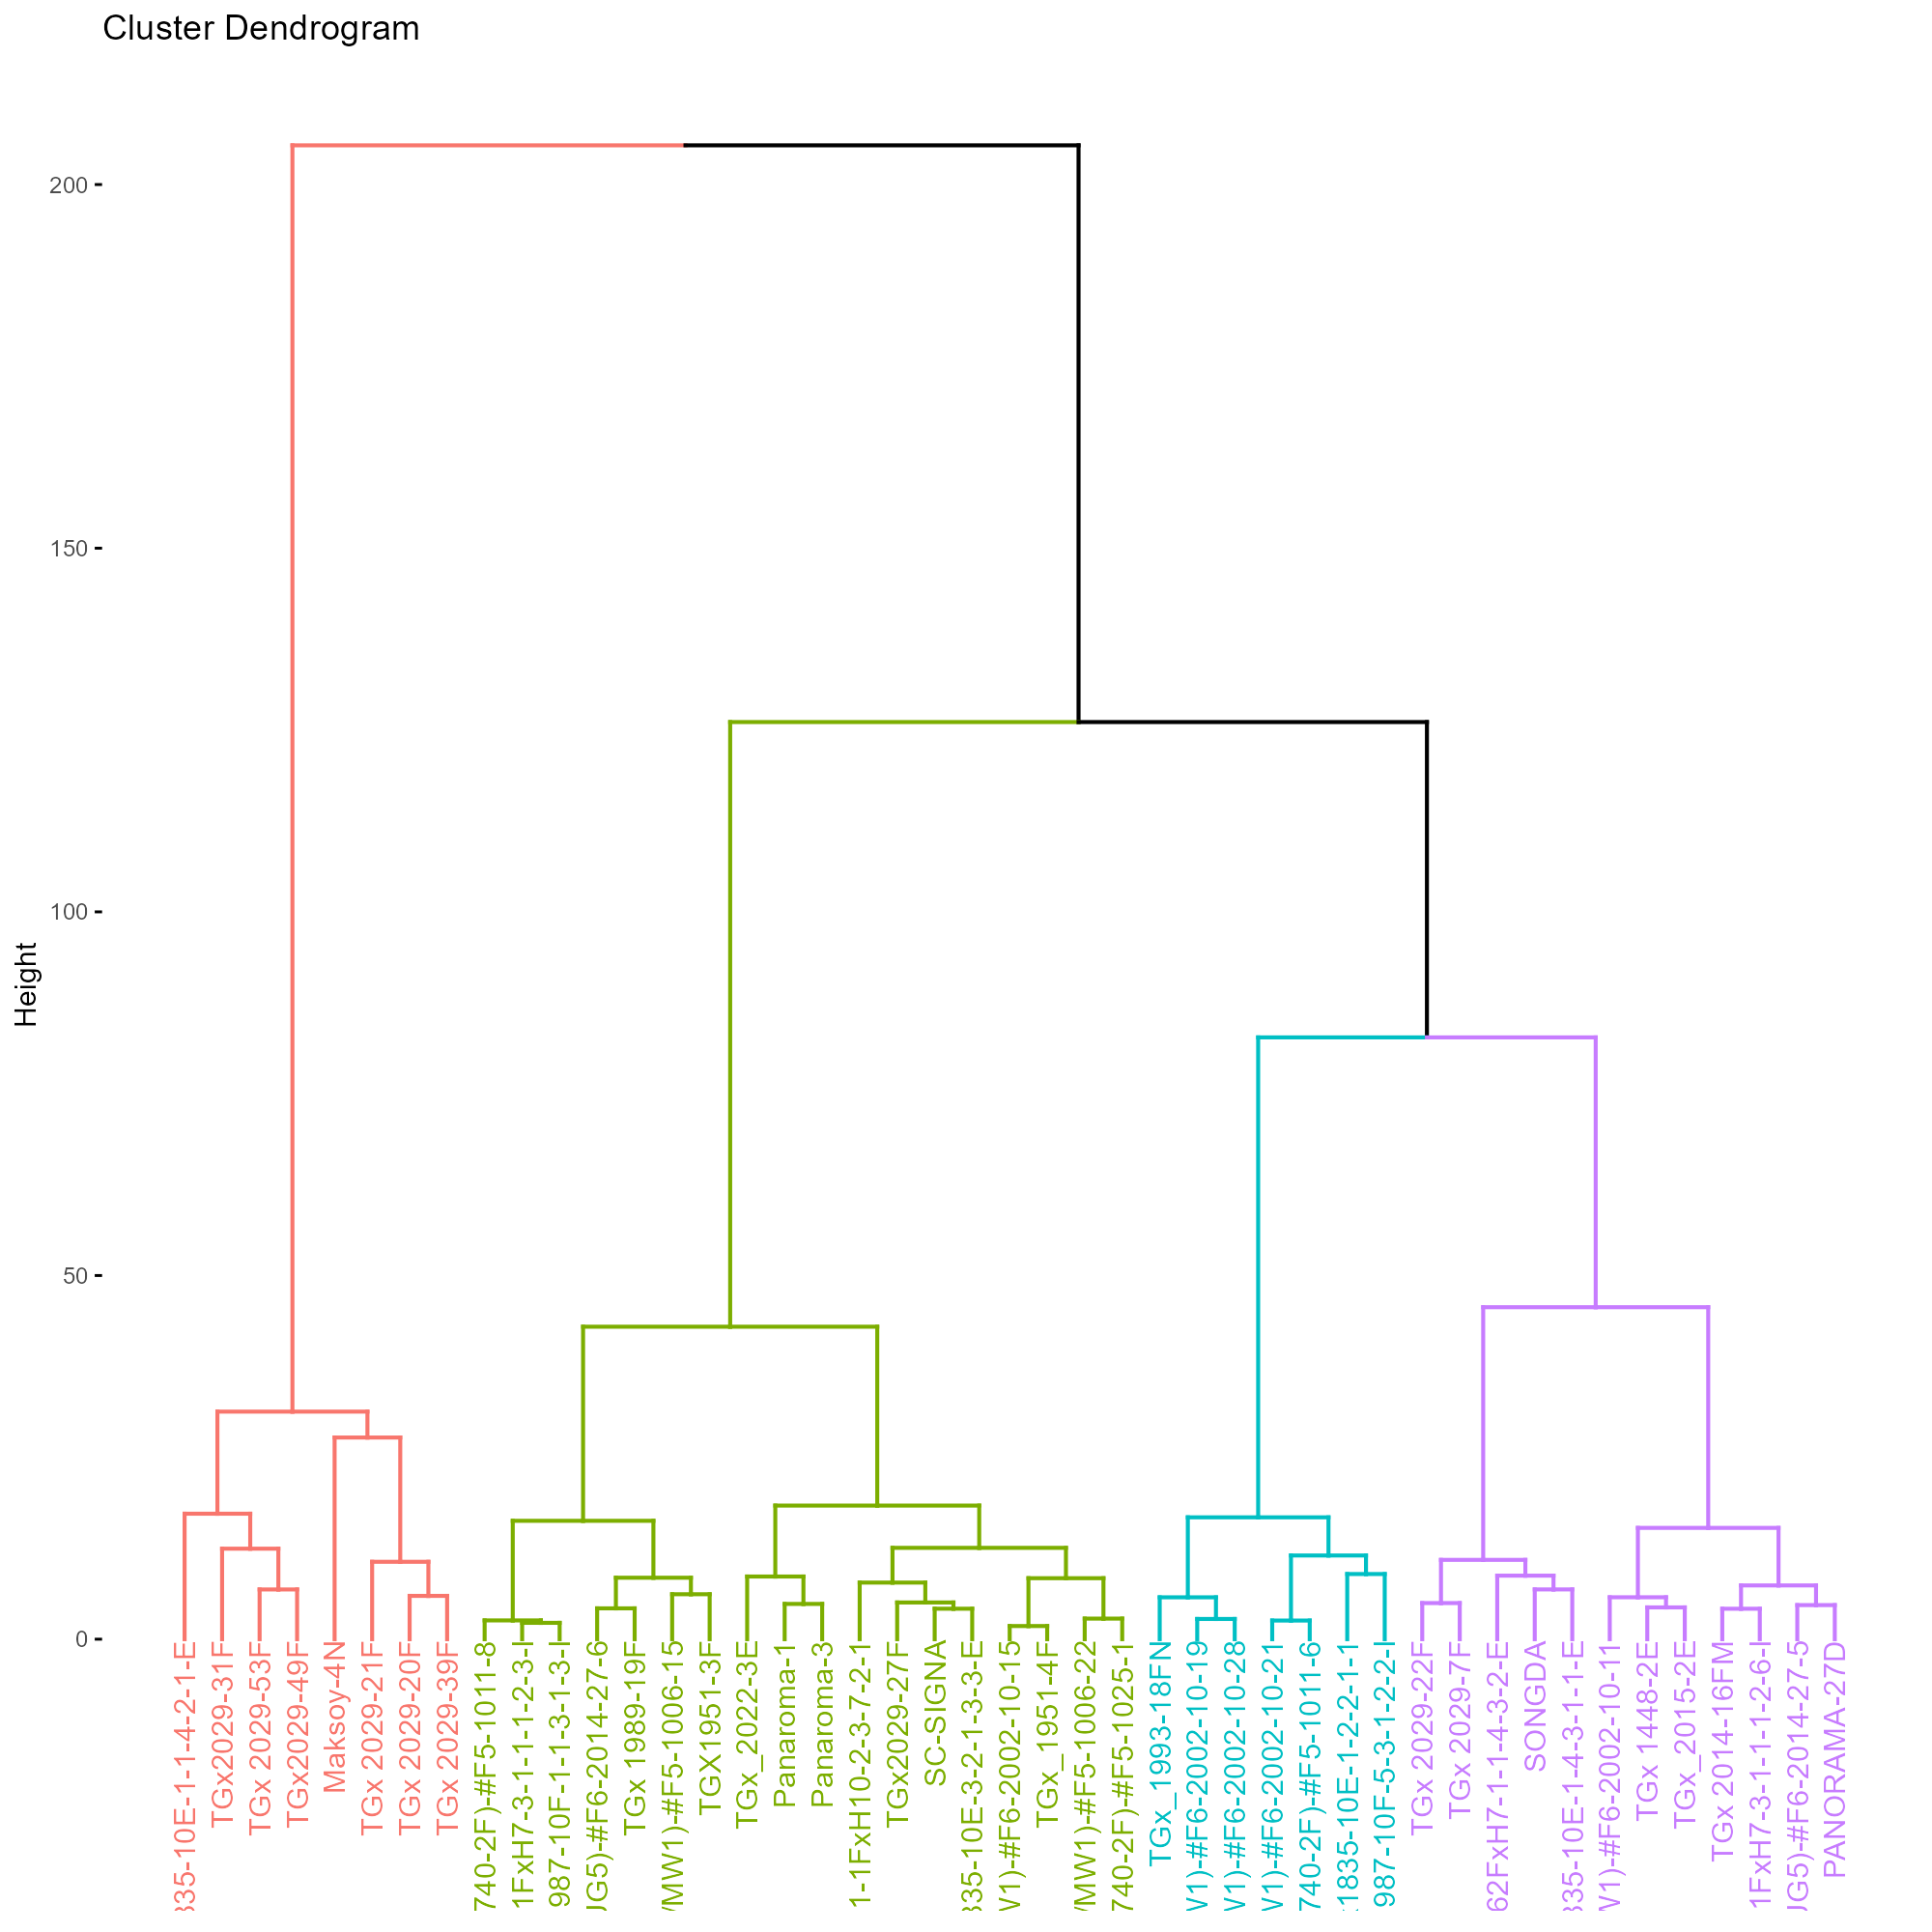 Cluster Dendrogram
200
150
100
50
0
Height
835-10E-1-14-2-1-E
TGx2029-31F
TGx 2029-53F
TGx2029-49F
Maksoy-4N
TGx 2029-21F
TGx 2029-20F
TGx 2029-39F
740-2F)-#F5-1011-8
1FxH7-3-1-1-1-2-3-I
987-10F-1-1-3-1-3-I
UG5)-#F6-2014-27-6
TGx 1989-19F
MW1)-#F5-1006-15
TGX1951-3F
TGx_2022-3E
Panaroma-1
Panaroma-3
1-1FxH10-2-3-7-2-1
TGx2029-27F
SC-SIGNA
835-10E-3-2-1-3-3-E
W1)-#F6-2002-10-15
TGx_1951-4F
MW1)-#F5-1006-22
740-2F)-#F5-1025-1
TGx_1993-18FN
W1)-#F6-2002-10-19
W1)-#F6-2002-10-28
W1)-#F6-2002-10-21
740-2F)-#F5-1011-6
1835-10E-1-2-2-1-1
987-10F-5-3-1-2-2-I
TGx 2029-22F
TGx 2029-7F
62FxH7-1-1-4-3-2-E
SONGDA
835-10E-1-4-3-1-1-E
W1)-#F6-2002-10-11
TGx 1448-2E
TGx_2015-2E
TGx 2014-16FM
1FxH7-3-1-1-1-2-6-I
UG5)-#F6-2014-27-5
PANORAMA-27D